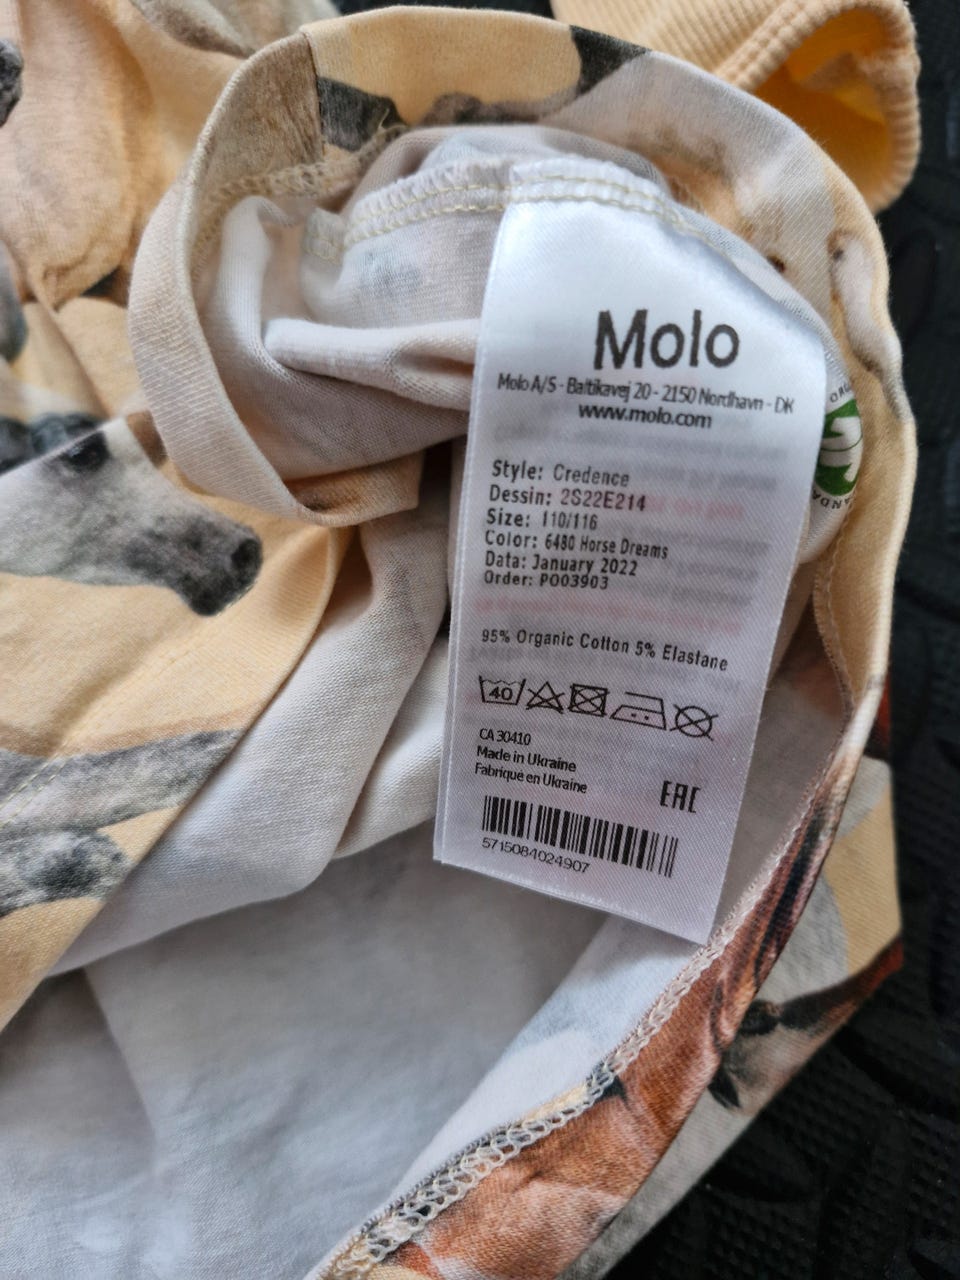 Molo
Molo A/S - Baltikavej 20 - 2150 Nordhavn - DK
www.molo.com
Style: Credence
Dessin: 2S22E214
Size: 110/116
Color: 6480 Horse Dreams
Data: January 2022
Order: PO03903
95% Organic Cotton 5% Elastane
40
CA 30410
Made in Ukraine
Fabriqué en Ukraine
EAC
5715084024907